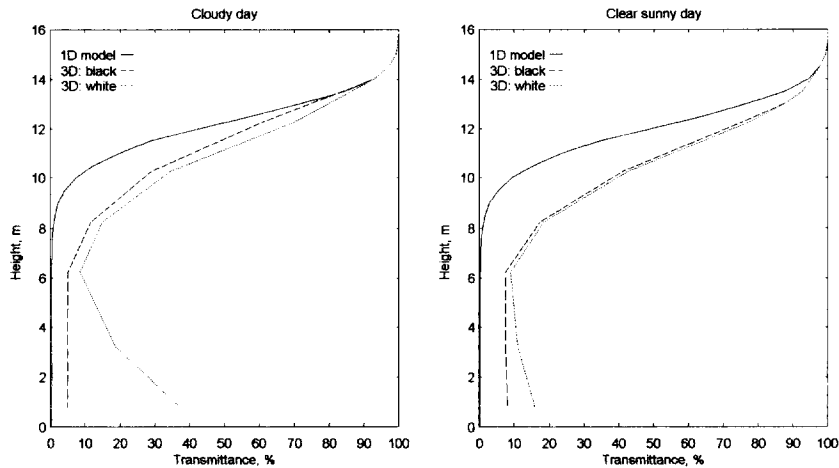 Cloudy day
16
14
12
10
8
6
4
2
0
Height, m
1D model
3D: black
3D: white
0 10 20 30 40 50 60 70 80 90 100
Transmittance, %
Clear sunny day
16
14
12
10
8
6
4
2
0
Height, m
1D model
3D: black
3D: white
0 10 20 30 40 50 60 70 80 90 100
Transmittance, %